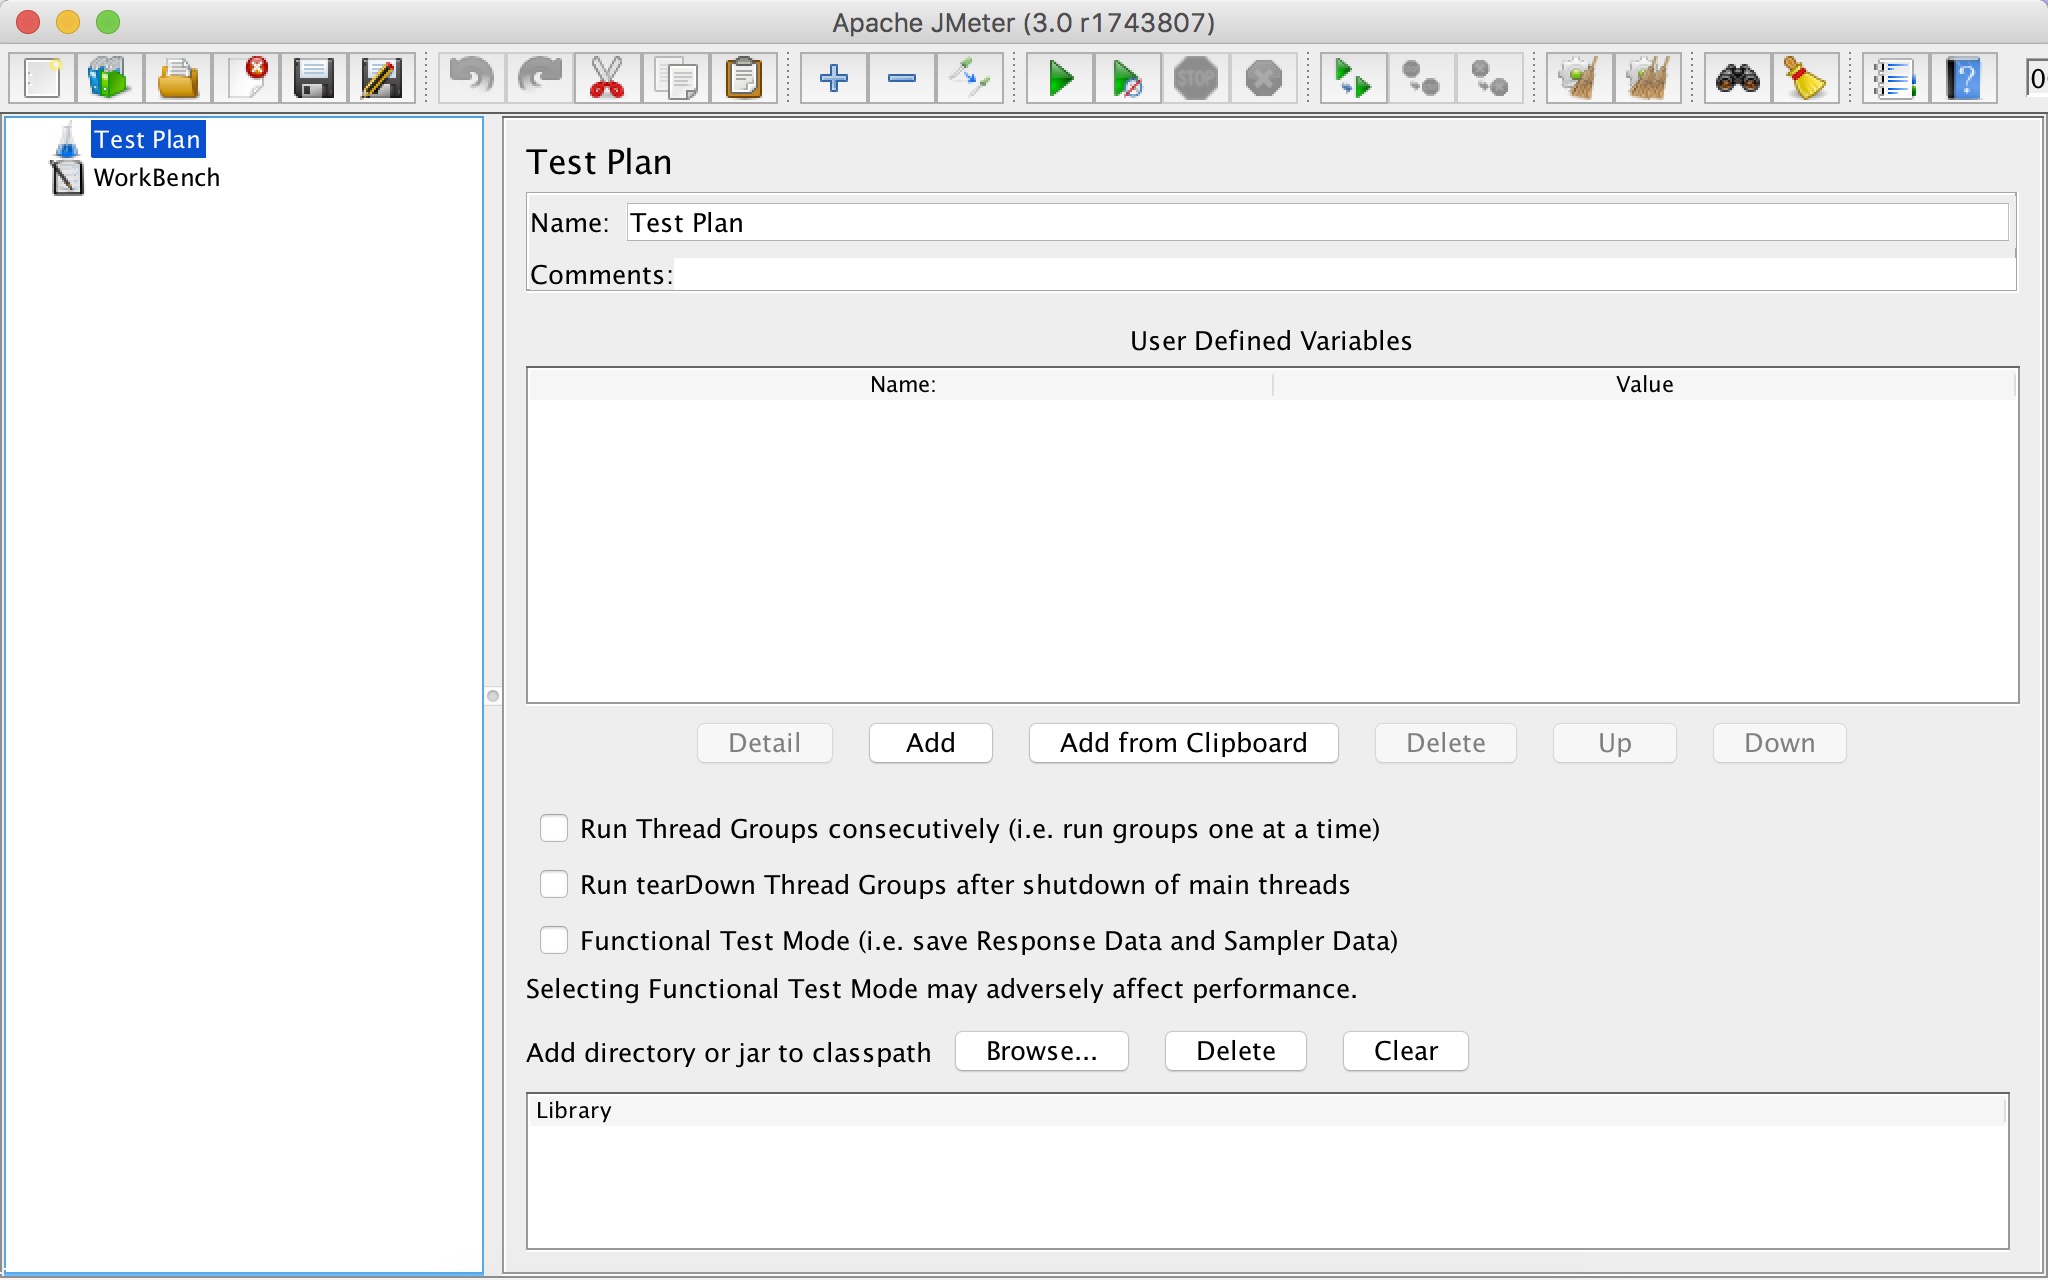 Apache JMeter (3.0 r1743807)
STOP
?
0
Test Plan
WorkBench
Test Plan
Name: Test Plan
Comments:
User Defined Variables
Name: Value
Detail Add Add from Clipboard Delete Up Down
Run Thread Groups consecutively (i.e. run groups one at a time)
Run tearDown Thread Groups after shutdown of main threads
Functional Test Mode (i.e. save Response Data and Sampler Data)
Selecting Functional Test Mode may adversely affect performance.
Add directory or jar to classpath Browse... Delete Clear
Library